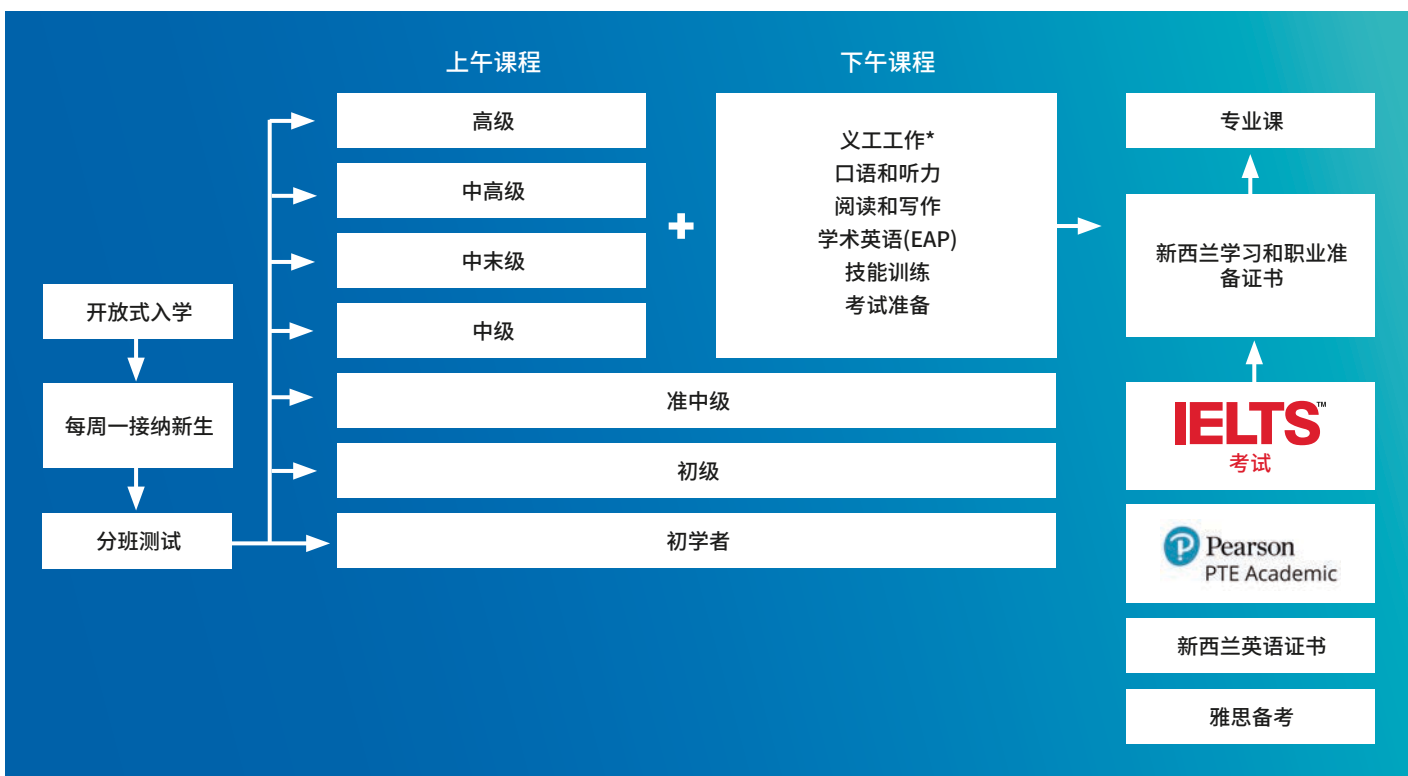 上午课程
下午课程
开放式入学
每周一接纳新生
分班测试
高级
中高级
中末级
中级
准中级
初级
初学者
义工工作*
口语和听力
阅读和写作
学术英语(EAP)
技能训练
考试准备
专业课
新西兰学习和职业准
备证书
IELTS™
考试
Pearson
PTE Academic
新西兰英语证书
雅思备考